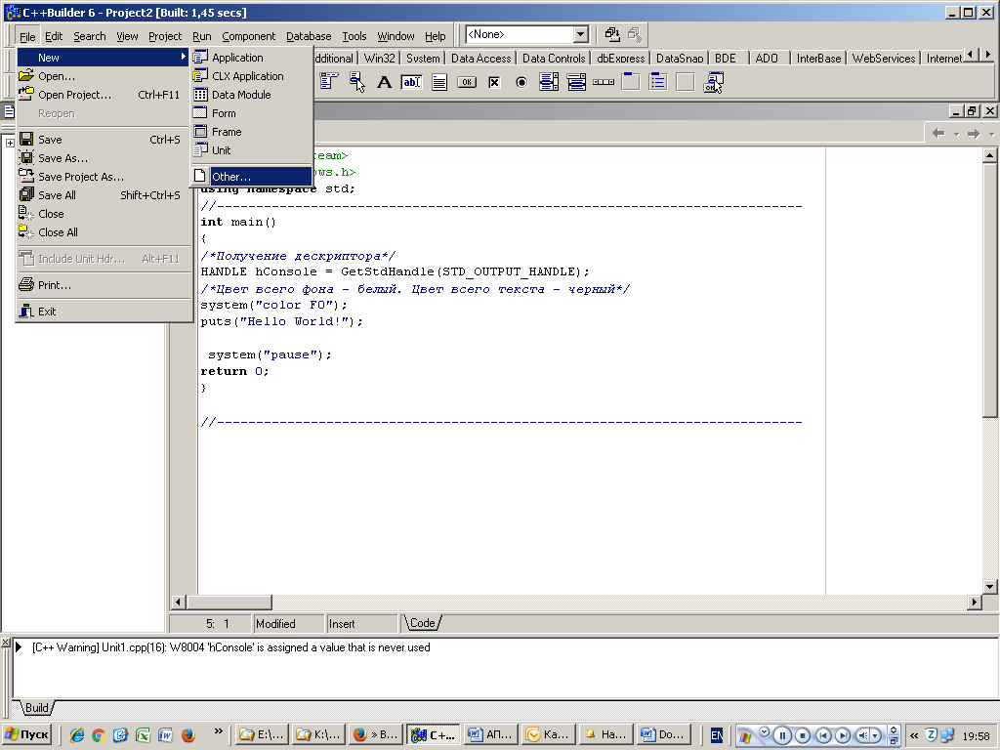 C++Builder 6 - Project2 [Built: 1,45 secs]
File Edit Search View Project Run Component Database Tools Window Help <None>
New
Open...
Open Project... Ctrl+F11
Reopen
Save Ctrl+S
Save As...
Save Project As...
Save All Shift+Ctrl+S
Close
Close All
Include Unit Hdr... Alt+F11
Print...
Exit
Application
CLX Application
Data Module
Form
Frame
Unit
Other...
dditional Win32 System Data Access Data Controls dbExpress DataSnap BDE ADO InterBase WebServices Internet
ream>
ows.h>
using namespace std;
//---------------------------------------------------------------------------
int main()
{
/*Получение дескриптора*/
HANDLE hConsole = GetStdHandle(STD_OUTPUT_HANDLE);
/*Цвет всего фона - белый. Цвет всего текста - черный*/
system("color F0");
puts("Hello World!");
system("pause");
return 0;
}
//---------------------------------------------------------------------------
5: 1 Modified Insert Code
[C++ Warning] Unit1.cpp(16): W8004 'hConsole' is assigned a value that is never used
Build
Пуск » E:\... K:\... » B... C+... АП... Ка... На... Do... EN « 19:58